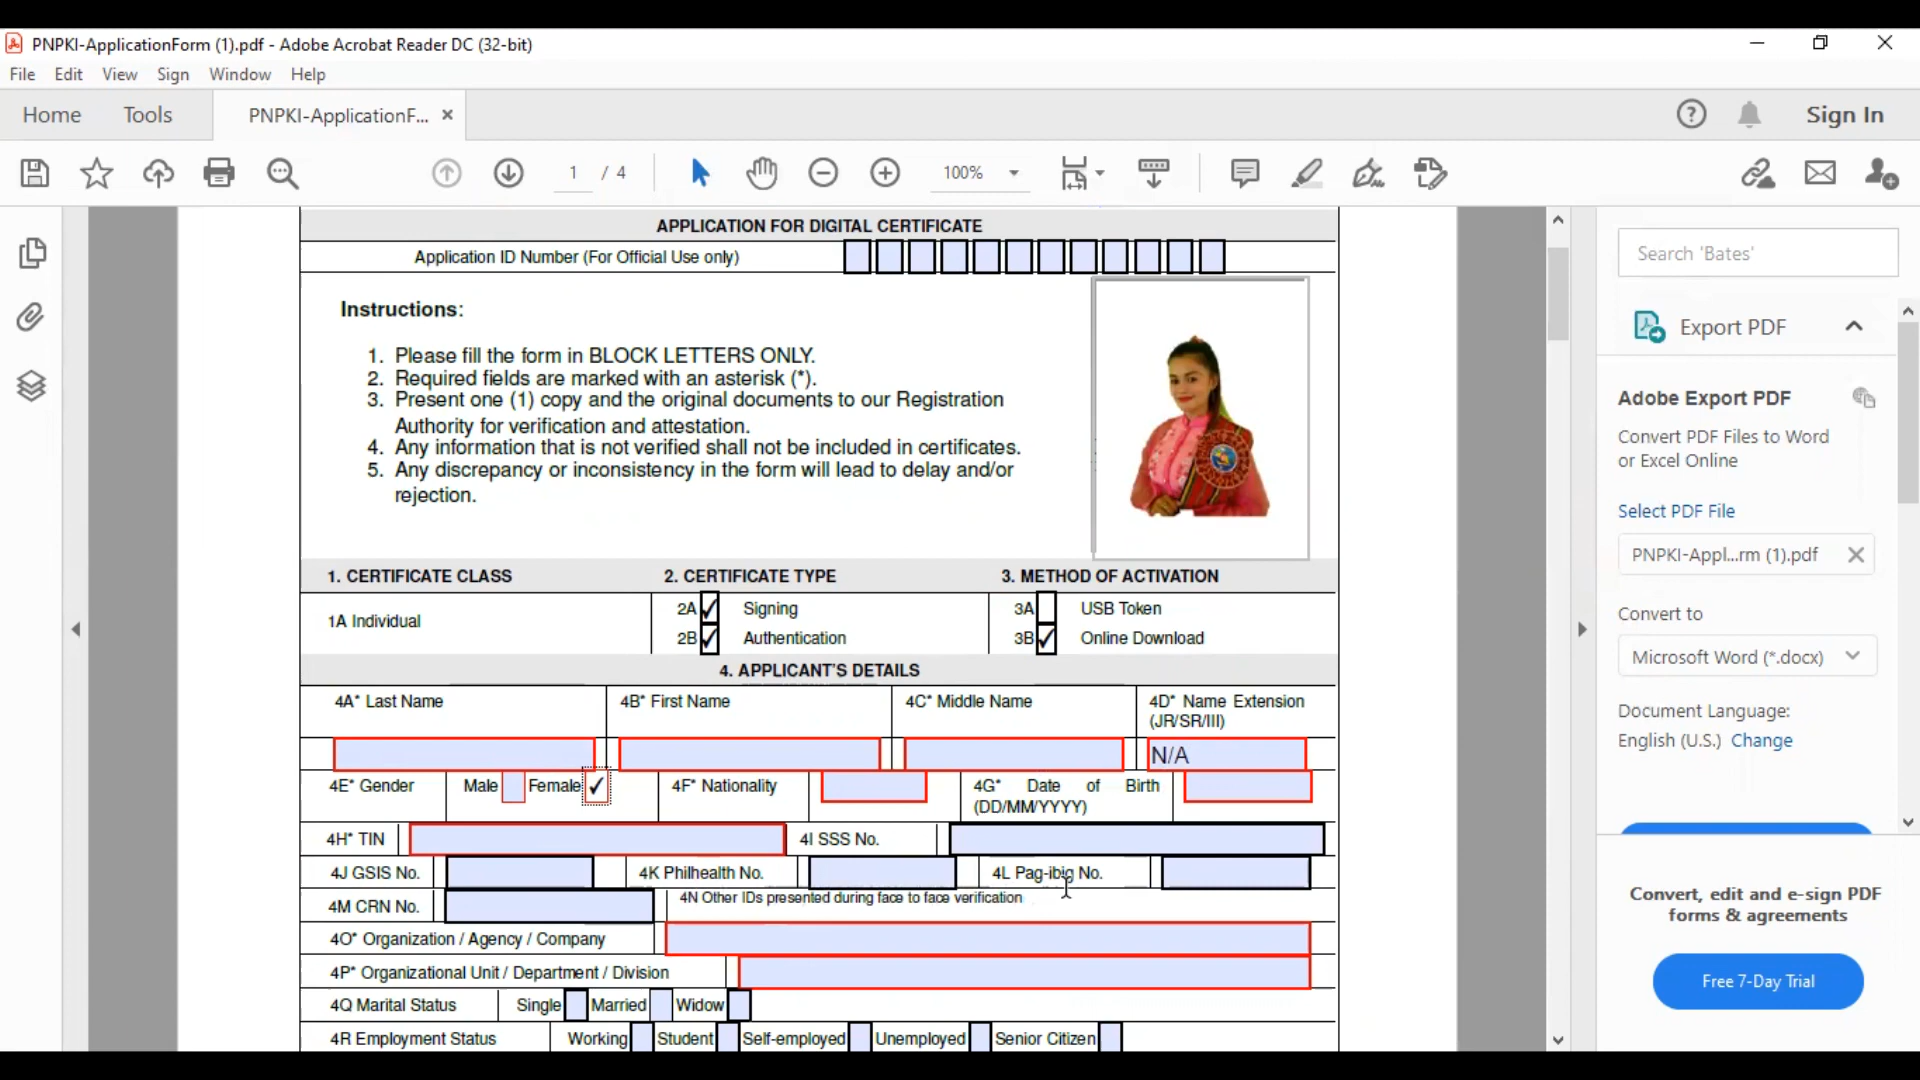 PNPKI-ApplicationForm (1).pdf - Adobe Acrobat Reader DC (32-bit)
File Edit View Sign Window Help
Home Tools PNPKI-ApplicationF... × Sign In
1 / 4 100%
Search 'Bates'
Export PDF
Adobe Export PDF
Convert PDF Files to Word
or Excel Online
Select PDF File
PNPKI-Appl...rm (1).pdf
Convert to
Microsoft Word (*.docx)
Document Language:
English (U.S.) Change
Convert, edit and e-sign PDF
forms & agreements
Free 7-Day Trial
APPLICATION FOR DIGITAL CERTIFICATE
Application ID Number (For Official Use only)
Instructions:
1. Please fill the form in BLOCK LETTERS ONLY.
2. Required fields are marked with an asterisk (*).
3. Present one (1) copy and the original documents to our Registration
Authority for verification and attestation.
4. Any information that is not verified shall not be included in certificates.
5. Any discrepancy or inconsistency in the form will lead to delay and/or
rejection.
1. CERTIFICATE CLASS 2. CERTIFICATE TYPE 3. METHOD OF ACTIVATION
1A Individual
2A ✓ Signing 3A USB Token
2B ✓ Authentication 3B ✓ Online Download
4. APPLICANT'S DETAILS
4A* Last Name 4B* First Name 4C* Middle Name 4D* Name Extension
(JR/SR/III)
N/A
4E* Gender Male Female ✓ 4F* Nationality 4G* Date of Birth
(DD/MM/YYYY)
4H* TIN 4I SSS No.
4J GSIS No. 4K Philhealth No. 4L Pag-ibig No.
4M CRN No. 4N Other IDs presented during face to face verification
4O* Organization / Agency / Company
4P* Organizational Unit / Department / Division
4Q Marital Status Single Married Widow
4R Employment Status Working Student Self-employed Unemployed Senior Citizen